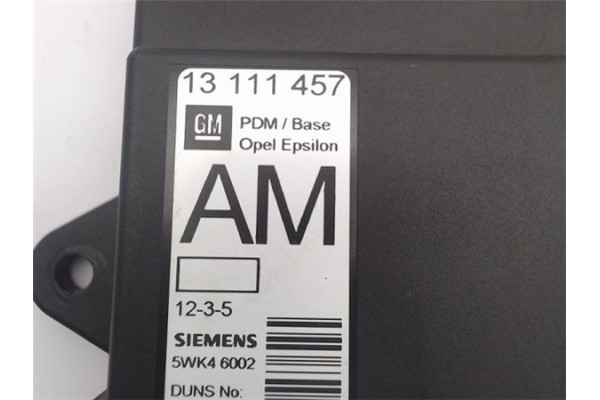 13 111 457
GM
PDM / Base
Opel Epsilon
AM
12-3-5
SIEMENS
5WK4 6002
DUNS No: